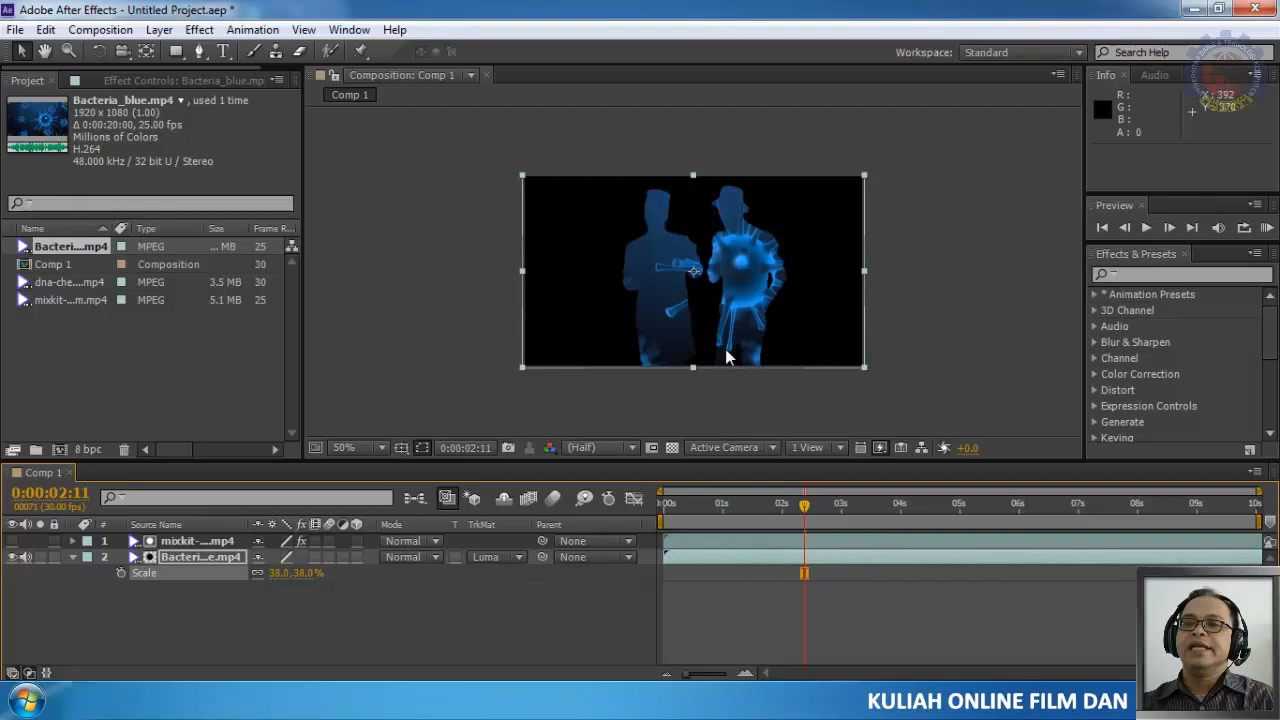 Adobe After Effects - Untitled Project.aep *
File Edit Composition Layer Effect Animation View Window Help
Workspace: Standard Search Help
Project Effect Controls: Bacteria_blue.mp
Composition: Comp 1
Info Audio
Comp 1
Bacteria_blue.mp4 , used 1 time
1920 x 1080 (1.00)
Δ 0:00:20:00, 25.00 fps
Millions of Colors
H.264
48.000 kHz / 32 bit U / Stereo
R :
G :
B :
A : 0
X : 392
Y : 370
Preview
Effects & Presets
* Animation Presets
3D Channel
Audio
Blur & Sharpen
Channel
Color Correction
Distort
Expression Controls
Generate
Keying
Name Type Size Frame R...
Bacteri....mp4 MPEG ... MB 25
Comp 1 Composition 30
dna-che....mp4 MPEG 3.5 MB 30
mixkit-...m.mp4 MPEG 5.1 MB 25
8 bpc
50% 0:00:02:11 (Half) Active Camera 1 View +0.0
Comp 1
0:00:02:11
00071 (30.00 fps)
:00s 01s 02s 03s 04s 05s 06s 07s 08s 09s 10s
# Source Name Mode T TrkMat Parent
1 mixkit-....mp4 Normal None
2 Bacteri...e.mp4 Normal Luma None
Scale 38.0,38.0%
KULIAH ONLINE FILM DAN